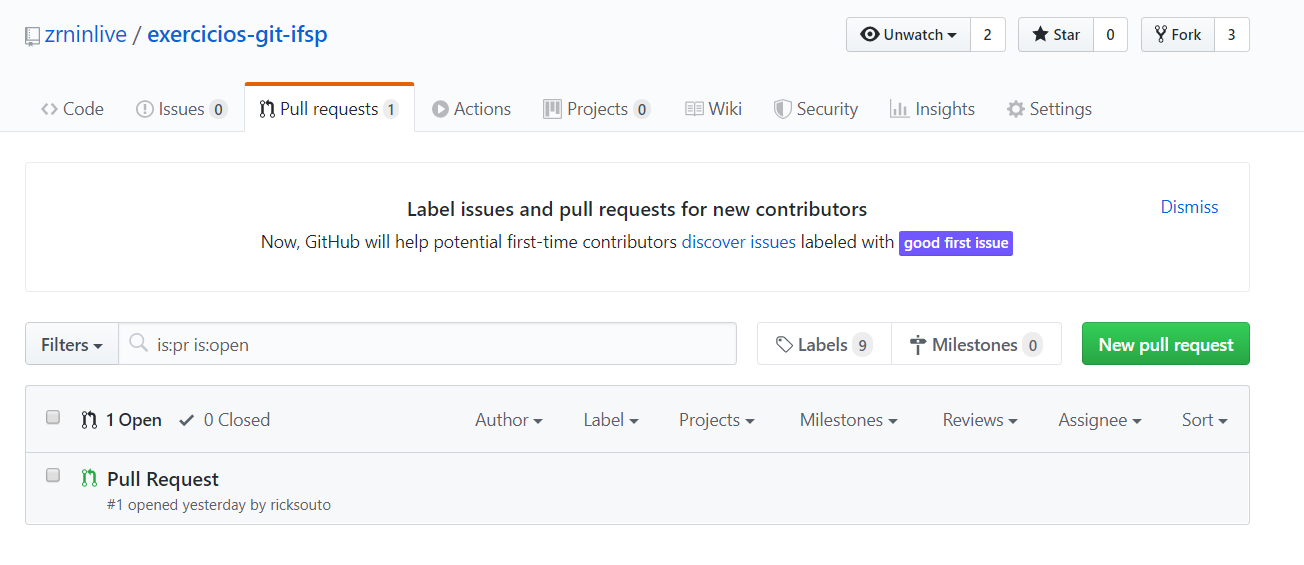 zrninlive / exercicios-git-ifsp
Unwatch 2 Star 0 Fork 3
Code Issues 0 Pull requests 1 Actions Projects 0 Wiki Security Insights Settings
Label issues and pull requests for new contributors
Dismiss
Now, GitHub will help potential first-time contributors discover issues labeled with good first issue
Filters is:pr is:open Labels 9 Milestones 0 New pull request
1 Open 0 Closed Author Label Projects Milestones Reviews Assignee Sort
Pull Request
#1 opened yesterday by ricksouto